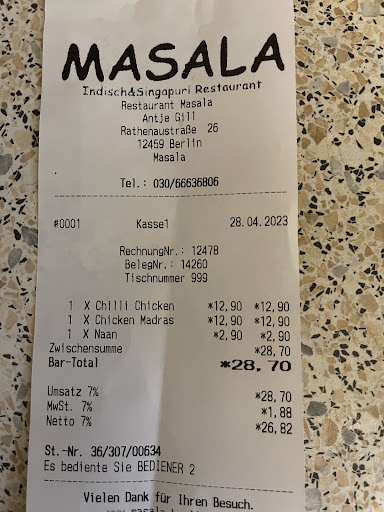 MASALA
Indisch&Singapuri Restaurant
Restaurant Masala
Antje Gill
Rathenaustraße 26
12459 Berlin
Masala
Tel.: 030/66636806
#0001 Kasse1 28.04.2023
RechnungNr.: 12478
BelegNr.: 14260
Tischnummer 999
1 X Chilli Chicken *12,90 *12,90
1 X Chicken Madras *12,90 *12,90
1 X Naan *2,90 *2,90
Zwischensumme *28,70
Bar-Total *28,70
Umsatz 7% *28,70
MwSt. 7% *1,88
Netto 7% *26,82
St.-Nr. 36/307/00634
Es bediente Sie BEDIENER 2
Vielen Dank für Ihren Besuch.